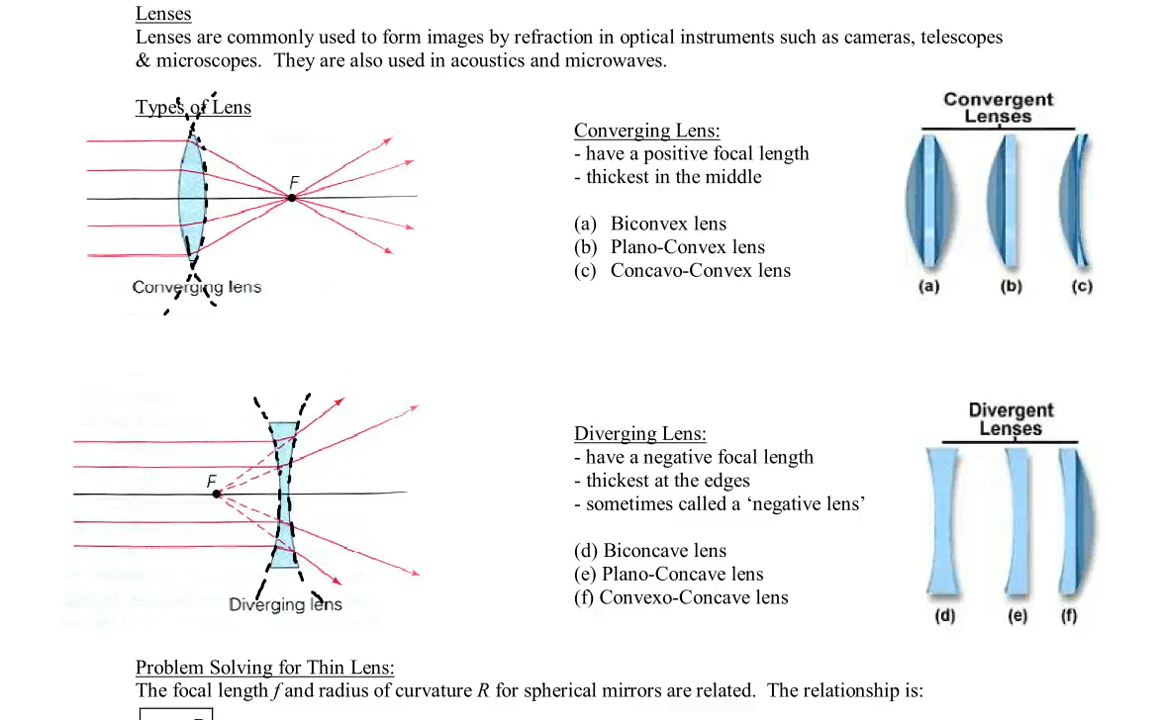 Lenses
Lenses are commonly used to form images by refraction in optical instruments such as cameras, telescopes
& microscopes. They are also used in acoustics and microwaves.
Types of Lens
F
Converging lens
Converging Lens:
- have a positive focal length
- thickest in the middle
(a) Biconvex lens
(b) Plano-Convex lens
(c) Concavo-Convex lens
Convergent
Lenses
(a) (b) (c)
F
Diverging lens
Diverging Lens:
- have a negative focal length
- thickest at the edges
- sometimes called a ‘negative lens’
(d) Biconcave lens
(e) Plano-Concave lens
(f) Convexo-Concave lens
Divergent
Lenses
(d) (e) (f)
Problem Solving for Thin Lens:
The focal length f and radius of curvature R for spherical mirrors are related. The relationship is: